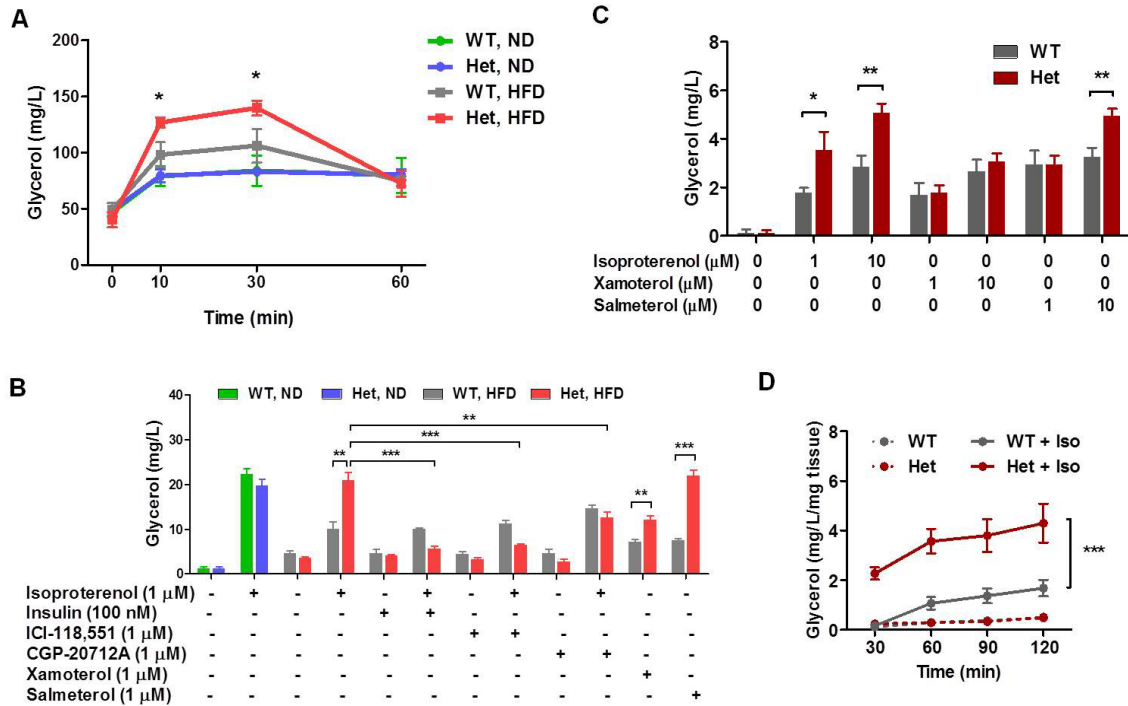 A
200
150
100
50
0
Glycerol (mg/L)
0 10 30 60
Time (min)
* *
WT, ND
Het, ND
WT, HFD
Het, HFD
C
8
6
4
2
0
Glycerol (mg/L)
WT
Het
* ** **
Isoproterenol (μM) 0 1 10 0 0 0 0
Xamoterol (μM) 0 0 0 1 10 0 0
Salmeterol (μM) 0 0 0 0 0 1 10
B
WT, ND Het, ND WT, HFD Het, HFD
40
30
20
10
0
Glycerol (mg/L)
**
***
** *** ** ***
Isoproterenol (1 μM) - + - + - + - + - + - -
Insulin (100 nM) - - - - + + - - - - - -
ICI-118,551 (1 μM) - - - - - - + + - - - -
CGP-20712A (1 μM) - - - - - - - - + + - -
Xamoterol (1 μM) - - - - - - - - - - + -
Salmeterol (1 μM) - - - - - - - - - - - +
D
WT WT + Iso
Het Het + Iso
8
6
4
2
0
Glycerol (mg/L/mg tissue)
***
30 60 90 120
Time (min)